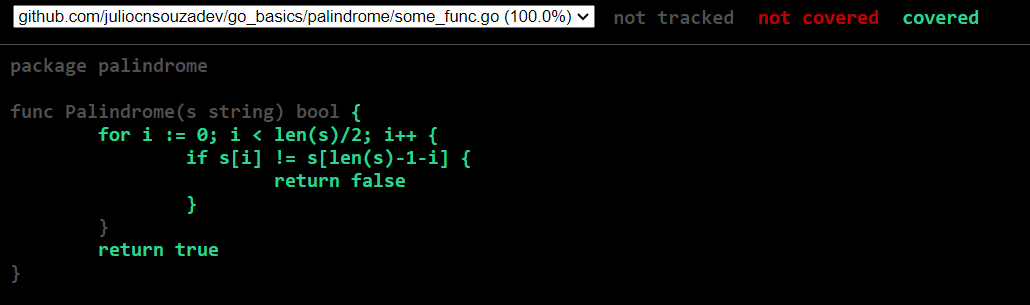 github.com/juliocnsouzadev/go_basics/palindrome/some_func.go (100.0%) not tracked not covered covered
package palindrome
func Palindrome(s string) bool {
for i := 0; i < len(s)/2; i++ {
if s[i] != s[len(s)-1-i] {
return false
}
}
return true
}